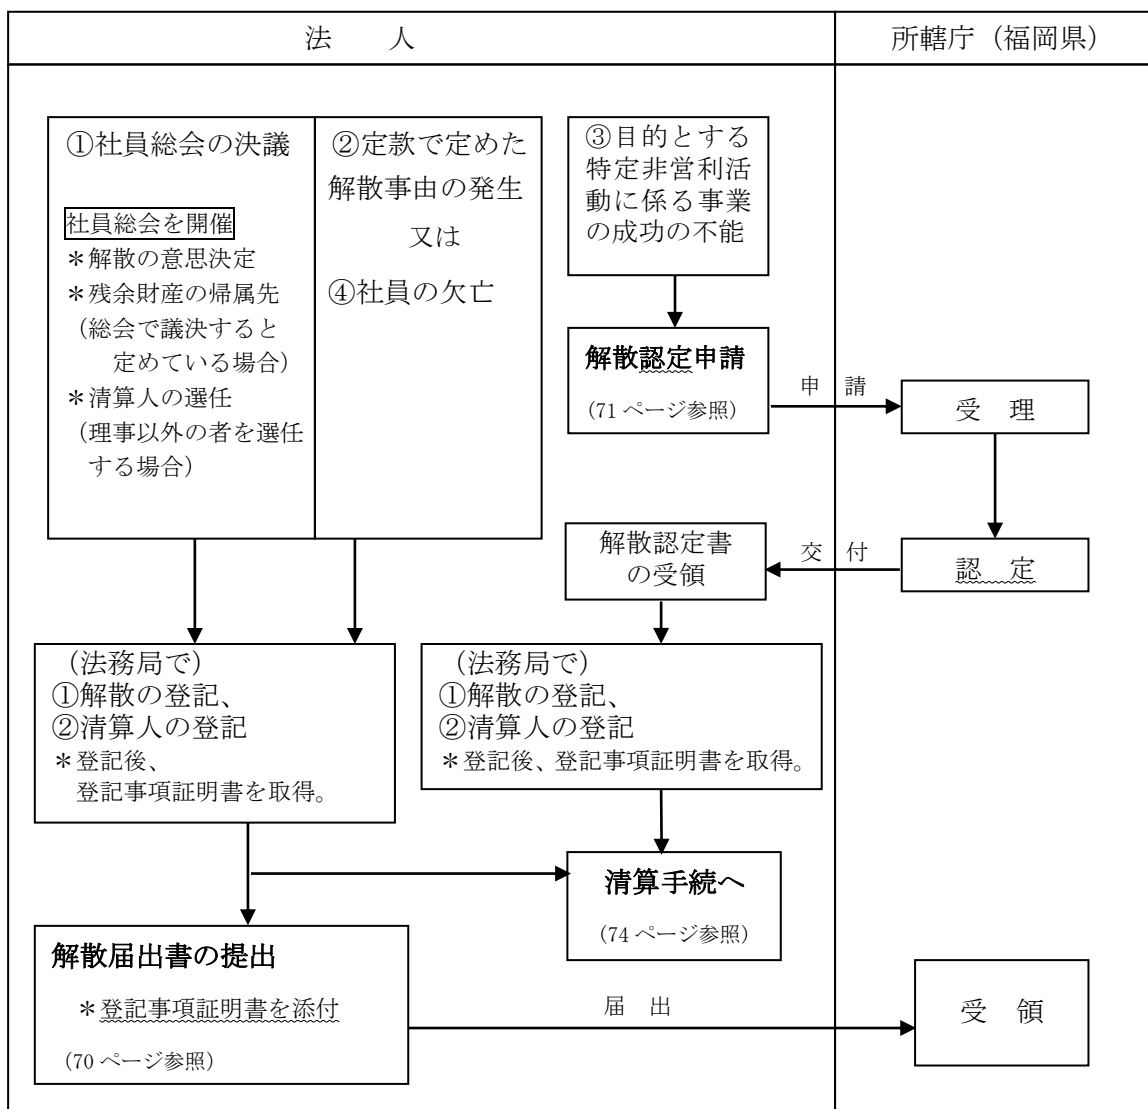 法　人
所轄庁（福岡県）
①社員総会の決議
社員総会を開催
＊解散の意思決定
＊残余財産の帰属先
（総会で議決すると
定めている場合）
＊清算人の選任
（理事以外の者を選任
する場合）
②定款で定めた
解散事由の発生
又は
④社員の欠亡
③目的とする
特定非営利活
動に係る事業
の成功の不能
解散認定申請
（71 ページ参照）
申　請
受　理
解散認定書
の受領
交　付
認　定
（法務局で）
①解散の登記、
②清算人の登記
＊登記後、
登記事項証明書を取得。
（法務局で）
①解散の登記、
②清算人の登記
＊登記後、登記事項証明書を取得。
清算手続へ
（74 ページ参照）
解散届出書の提出
＊登記事項証明書を添付
（70 ページ参照）
届　出
受　領